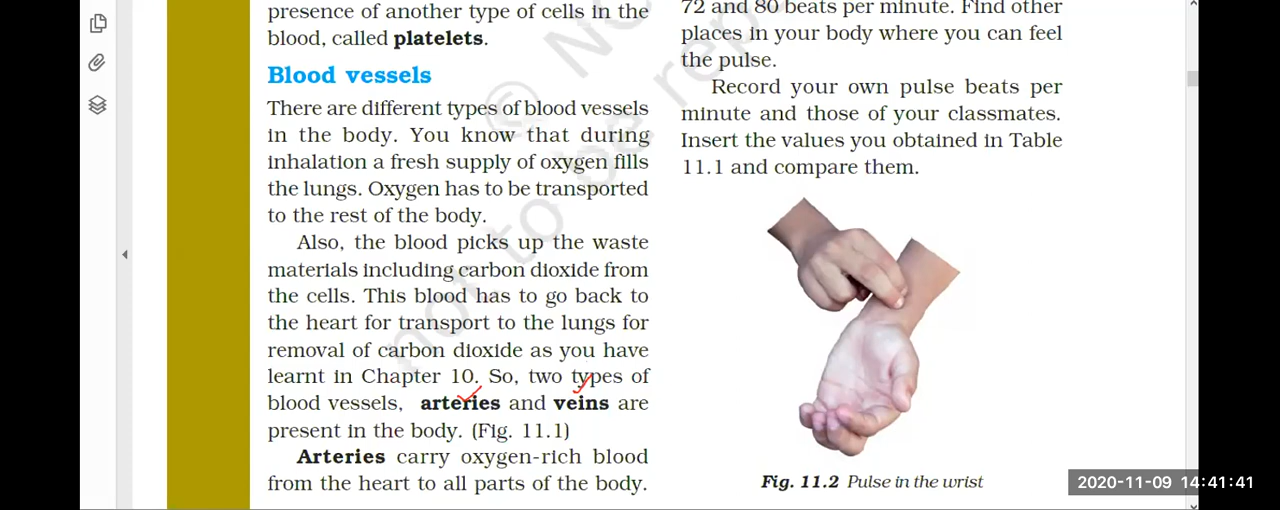 presence of another type of cells in the
blood, called platelets.
Blood vessels
There are different types of blood vessels
in the body. You know that during
inhalation a fresh supply of oxygen fills
the lungs. Oxygen has to be transported
to the rest of the body.
Also, the blood picks up the waste
materials including carbon dioxide from
the cells. This blood has to go back to
the heart for transport to the lungs for
removal of carbon dioxide as you have
learnt in Chapter 10. So, two types of
blood vessels, arteries and veins are
present in the body. (Fig. 11.1)
Arteries carry oxygen-rich blood
from the heart to all parts of the body.
72 and 80 beats per minute. Find other
places in your body where you can feel
the pulse.
Record your own pulse beats per
minute and those of your classmates.
Insert the values you obtained in Table
11.1 and compare them.
Fig. 11.2 Pulse in the wrist
2020-11-09 14:41:41
© NC
not to be repu